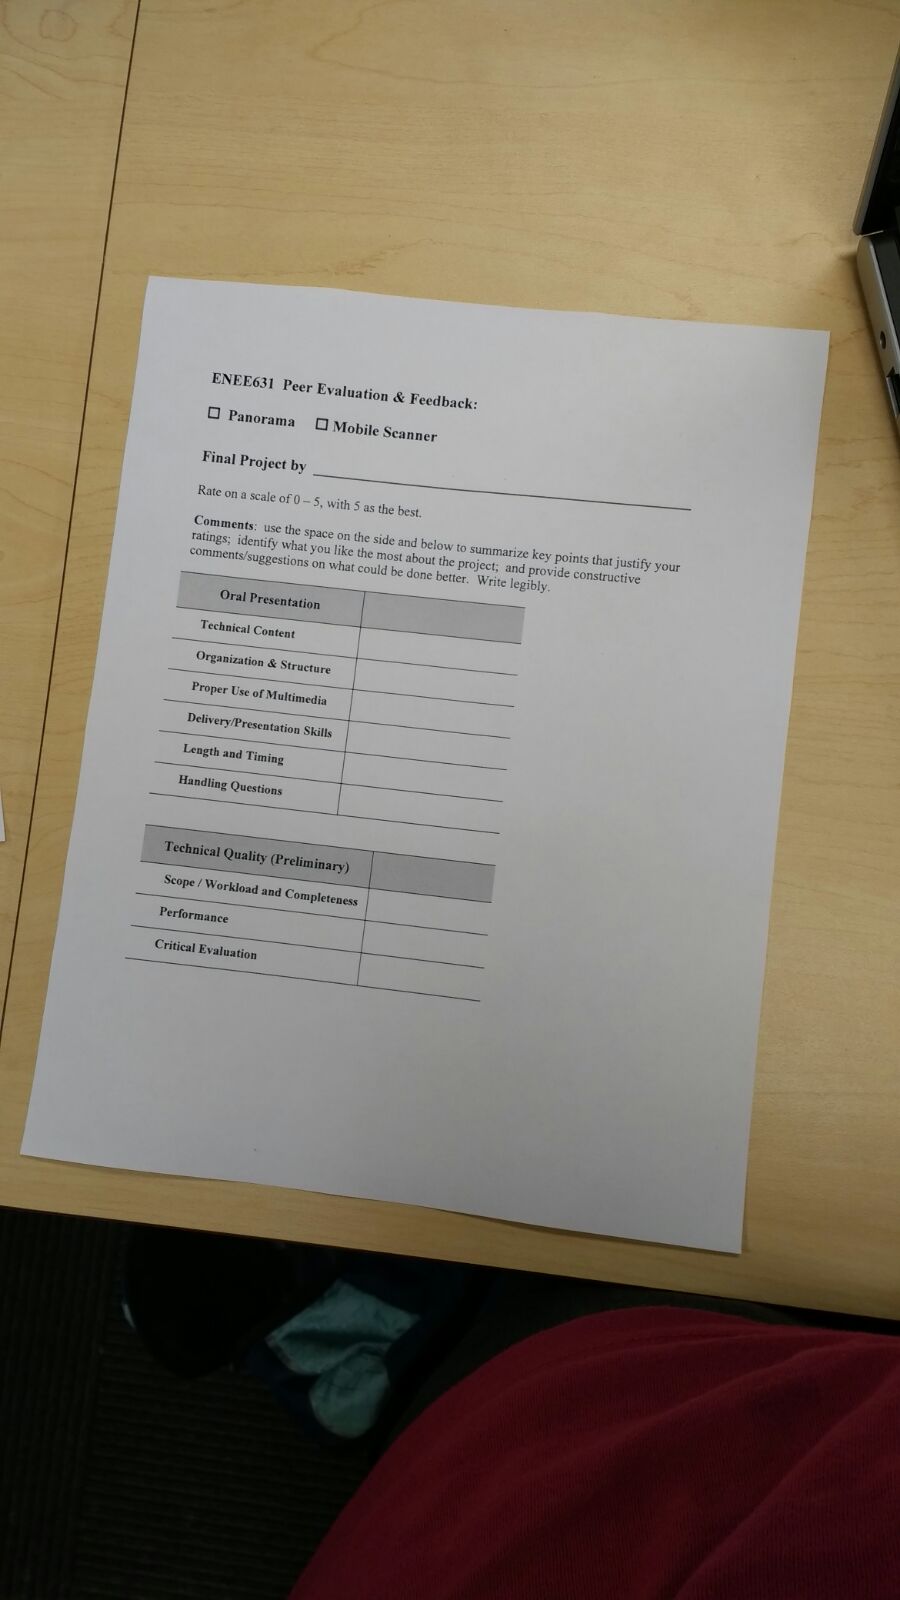 ENEE631 Peer Evaluation & Feedback:
☐ Panorama ☐ Mobile Scanner
Final Project by
Rate on a scale of 0 – 5, with 5 as the best.
Comments: use the space on the side and below to summarize key points that justify your
ratings; identify what you like the most about the project; and provide constructive
comments/suggestions on what could be done better. Write legibly.
Oral Presentation
Technical Content
Organization & Structure
Proper Use of Multimedia
Delivery/Presentation Skills
Length and Timing
Handling Questions
Technical Quality (Preliminary)
Scope / Workload and Completeness
Performance
Critical Evaluation